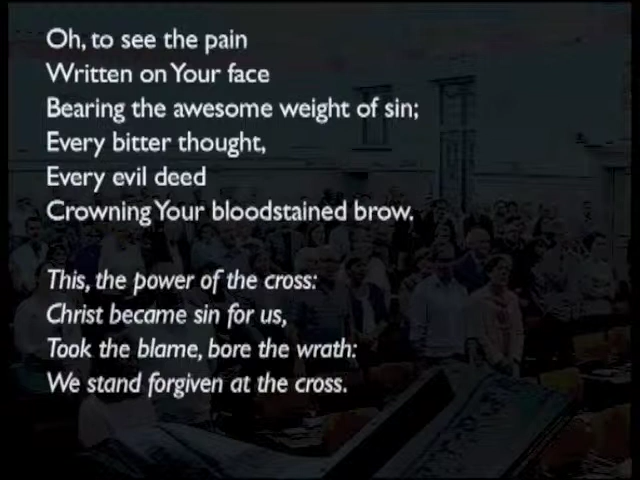 Oh, to see the pain
Written on Your face
Bearing the awesome weight of sin;
Every bitter thought,
Every evil deed
Crowning Your bloodstained brow.
This, the power of the cross:
Christ became sin for us,
Took the blame, bore the wrath:
We stand forgiven at the cross.